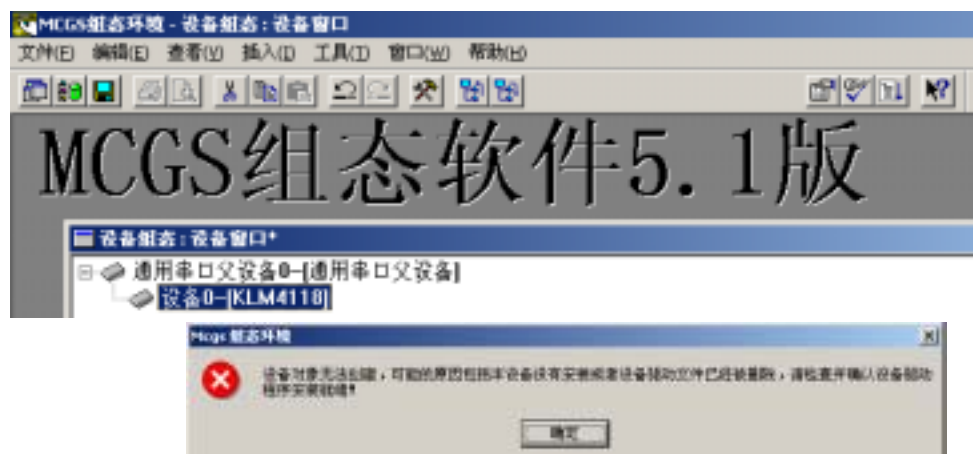 MCGS组态环境 - 设备组态 : 设备窗口
文件(F) 编辑(E) 查看(V) 插入(I) 工具(T) 窗口(W) 帮助(H)
MCGS组态软件5.1版
设备组态 : 设备窗口*
通用串口父设备0-[通用串口父设备]
设备0-[KLM4118]
Mcgs 组态环境
设备对象无法创建，可能的原因包括本设备没有安装或者设备驱动文件已经被删除，请检查并确认设备驱动
程序安装就绪!
确定